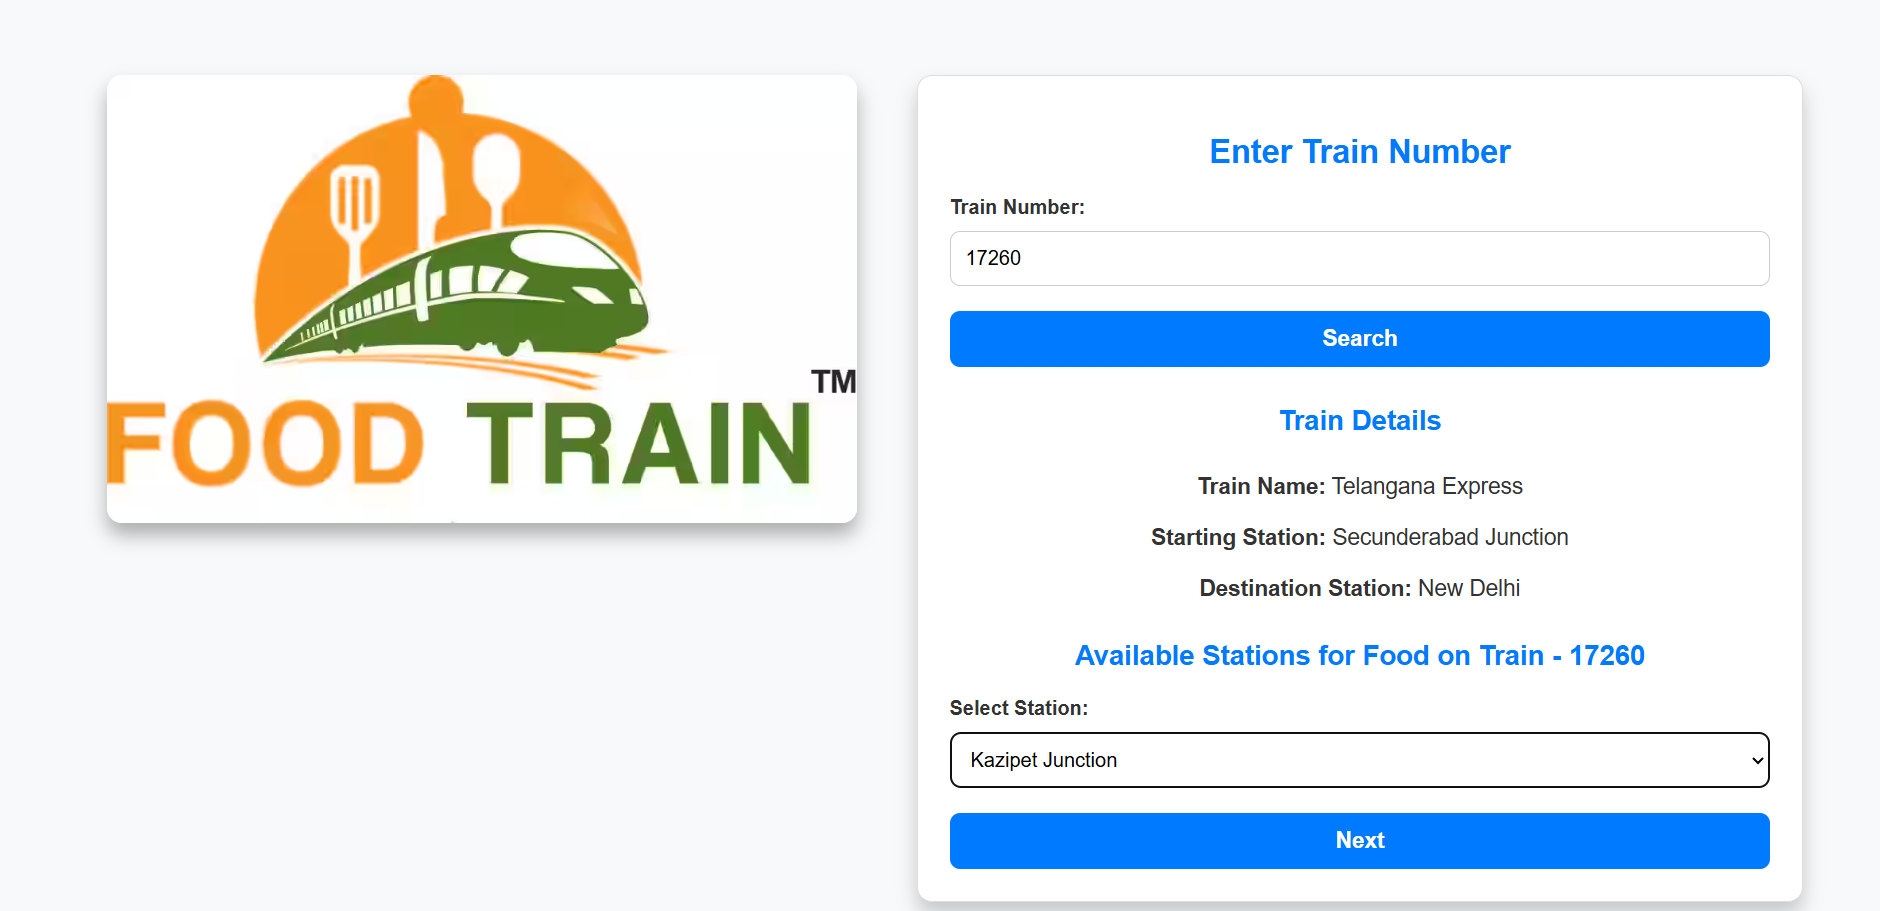 FOOD TRAIN
TM
Enter Train Number
Train Number:
17260
Search
Train Details
Train Name: Telangana Express
Starting Station: Secunderabad Junction
Destination Station: New Delhi
Available Stations for Food on Train - 17260
Select Station:
Kazipet Junction
Next